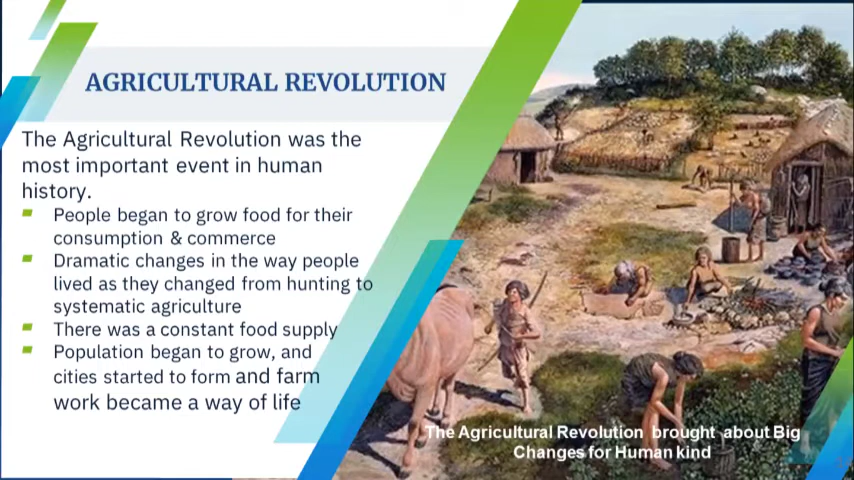 AGRICULTURAL REVOLUTION
The Agricultural Revolution was the
most important event in human
history.
People began to grow food for their
consumption & commerce
Dramatic changes in the way people
lived as they changed from hunting to
systematic agriculture
There was a constant food supply
Population began to grow, and
cities started to form and farm
work became a way of life
The Agricultural Revolution brought about Big
Changes for Human kind